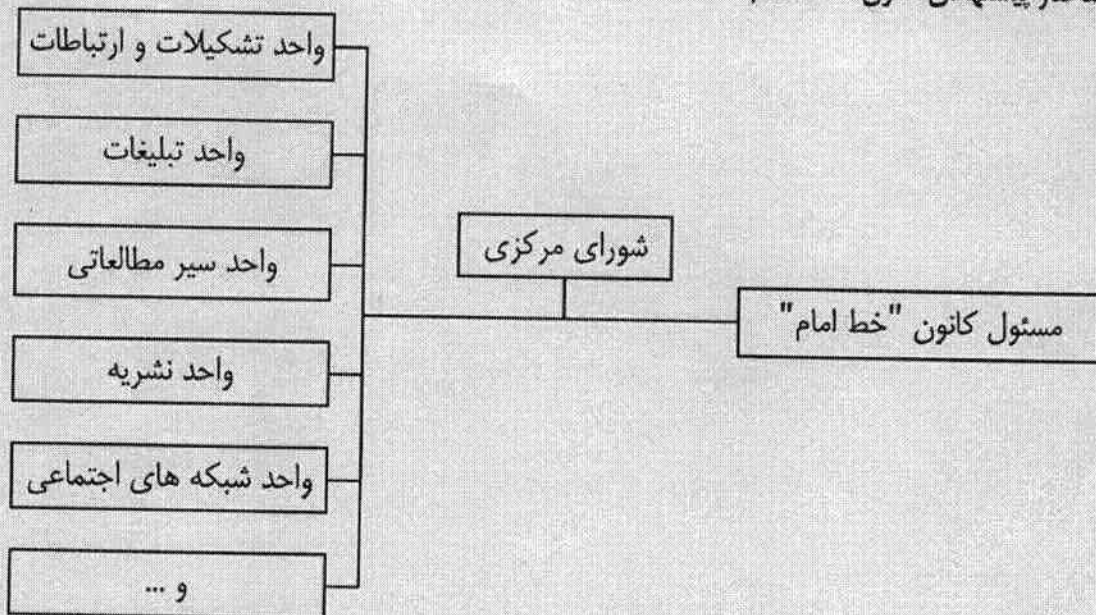 مسئول کانون "خط امام"
شورای مرکزی
واحد تشکیلات و ارتباطات
واحد تبلیغات
واحد سیر مطالعاتی
واحد نشریه
واحد شبکه های اجتماعی
و ...